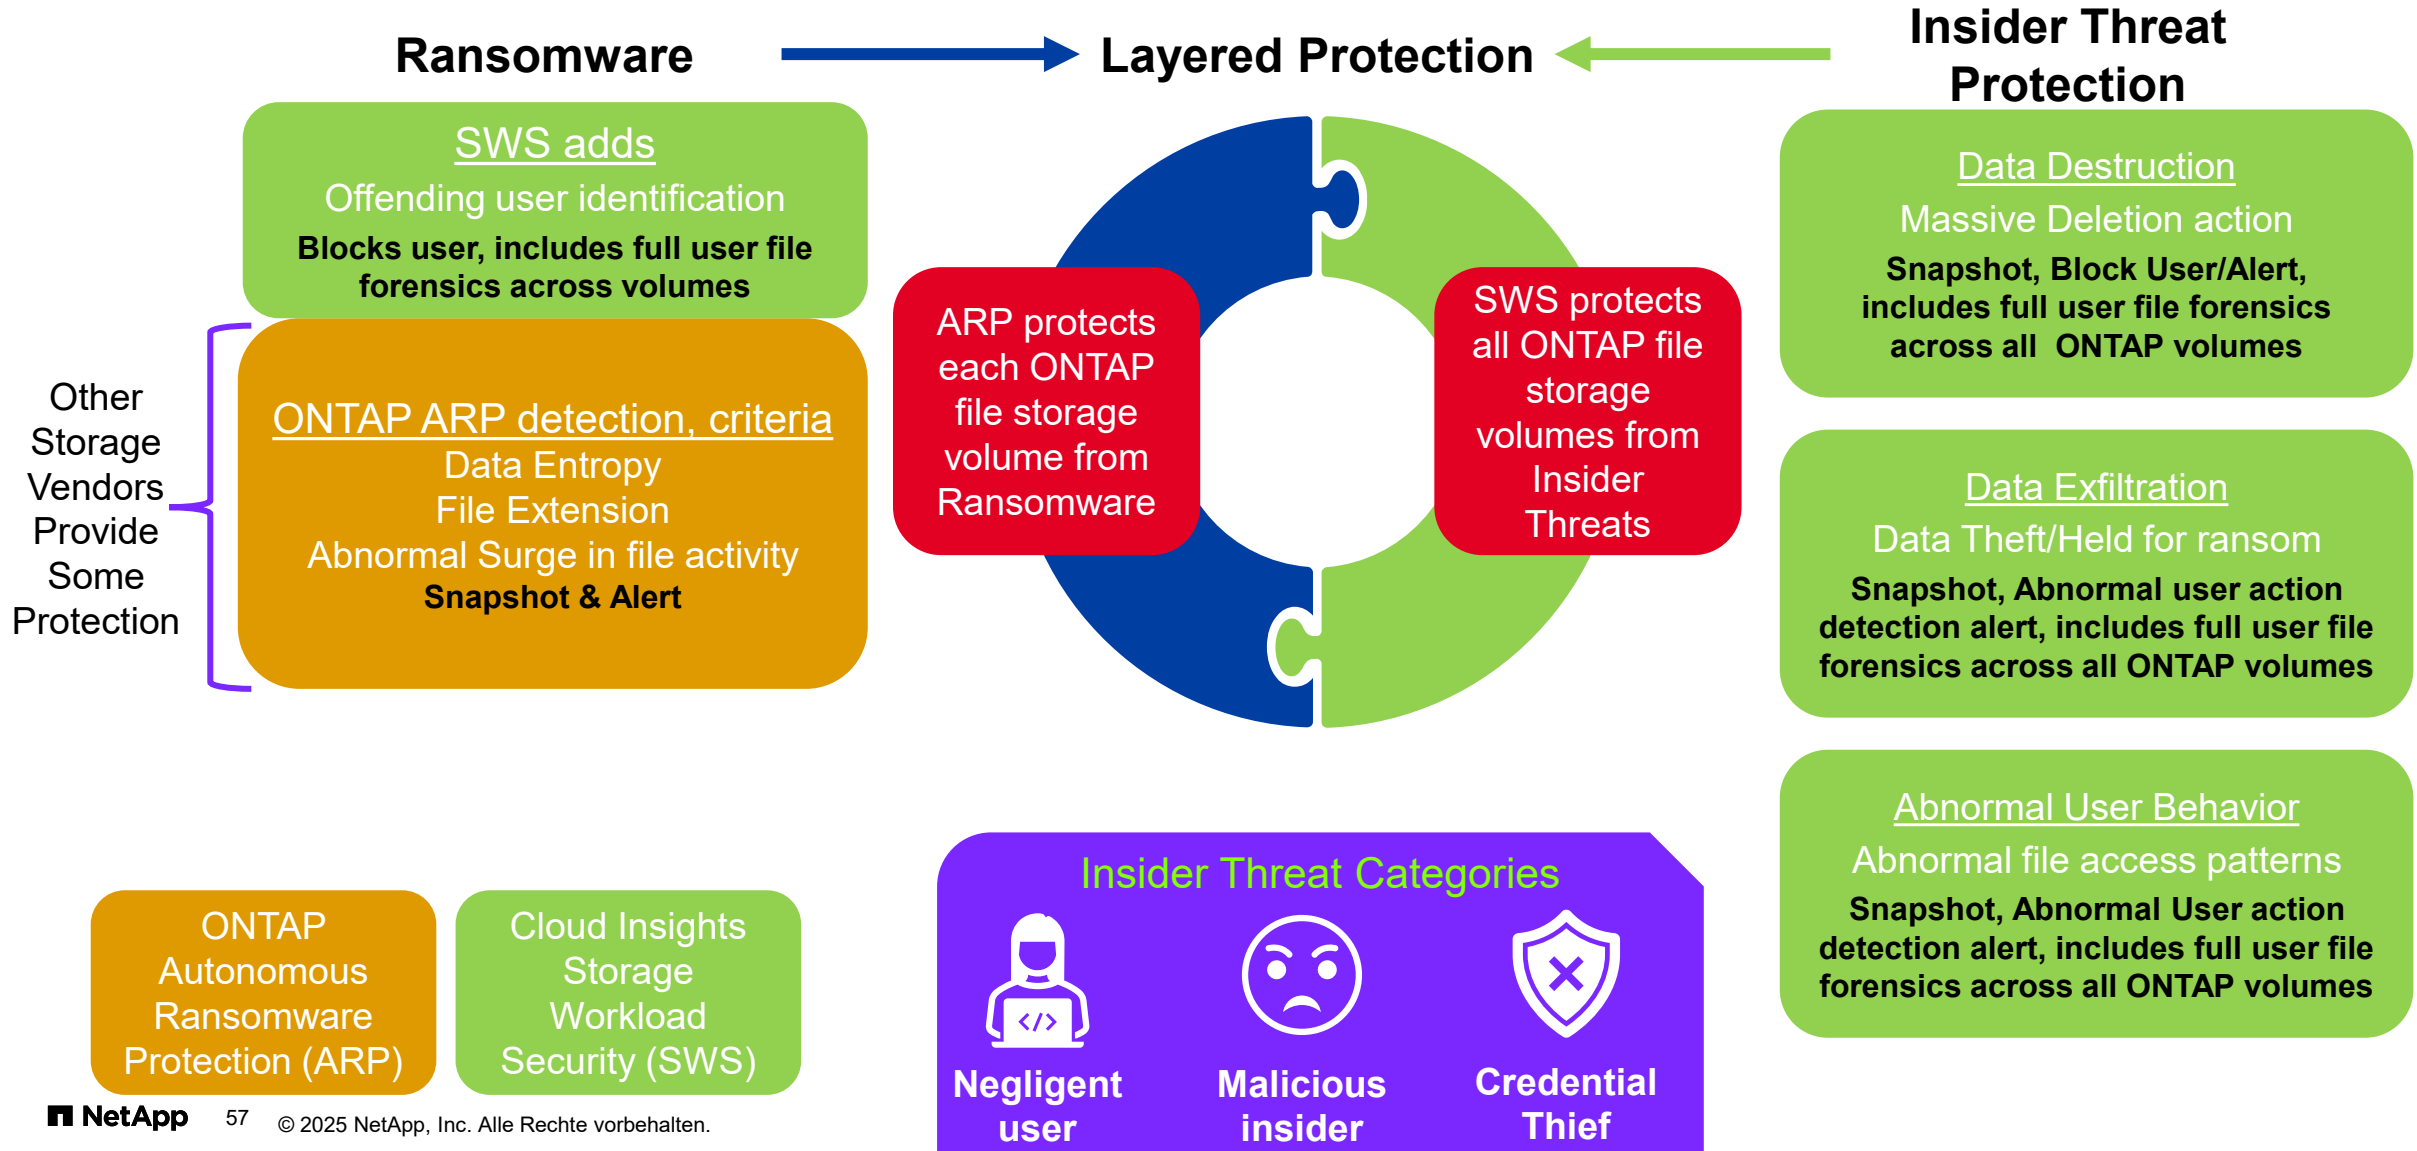 Ransomware
Layered Protection
Insider Threat
Protection
SWS adds
Offending user identification
Blocks user, includes full user file
forensics across volumes
Other
Storage
Vendors
Provide
Some
Protection
ONTAP ARP detection, criteria
Data Entropy
File Extension
Abnormal Surge in file activity
Snapshot & Alert
ARP protects
each ONTAP
file storage
volume from
Ransomware
SWS protects
all ONTAP file
storage
volumes from
Insider
Threats
Data Destruction
Massive Deletion action
Snapshot, Block User/Alert,
includes full user file forensics
across all ONTAP volumes
Data Exfiltration
Data Theft/Held for ransom
Snapshot, Abnormal user action
detection alert, includes full user file
forensics across all ONTAP volumes
Abnormal User Behavior
Abnormal file access patterns
Snapshot, Abnormal User action
detection alert, includes full user file
forensics across all ONTAP volumes
ONTAP
Autonomous
Ransomware
Protection (ARP)
Cloud Insights
Storage
Workload
Security (SWS)
Insider Threat Categories
</>
Negligent
user
Malicious
insider
Credential
Thief
NetApp
57
© 2025 NetApp, Inc. Alle Rechte vorbehalten.